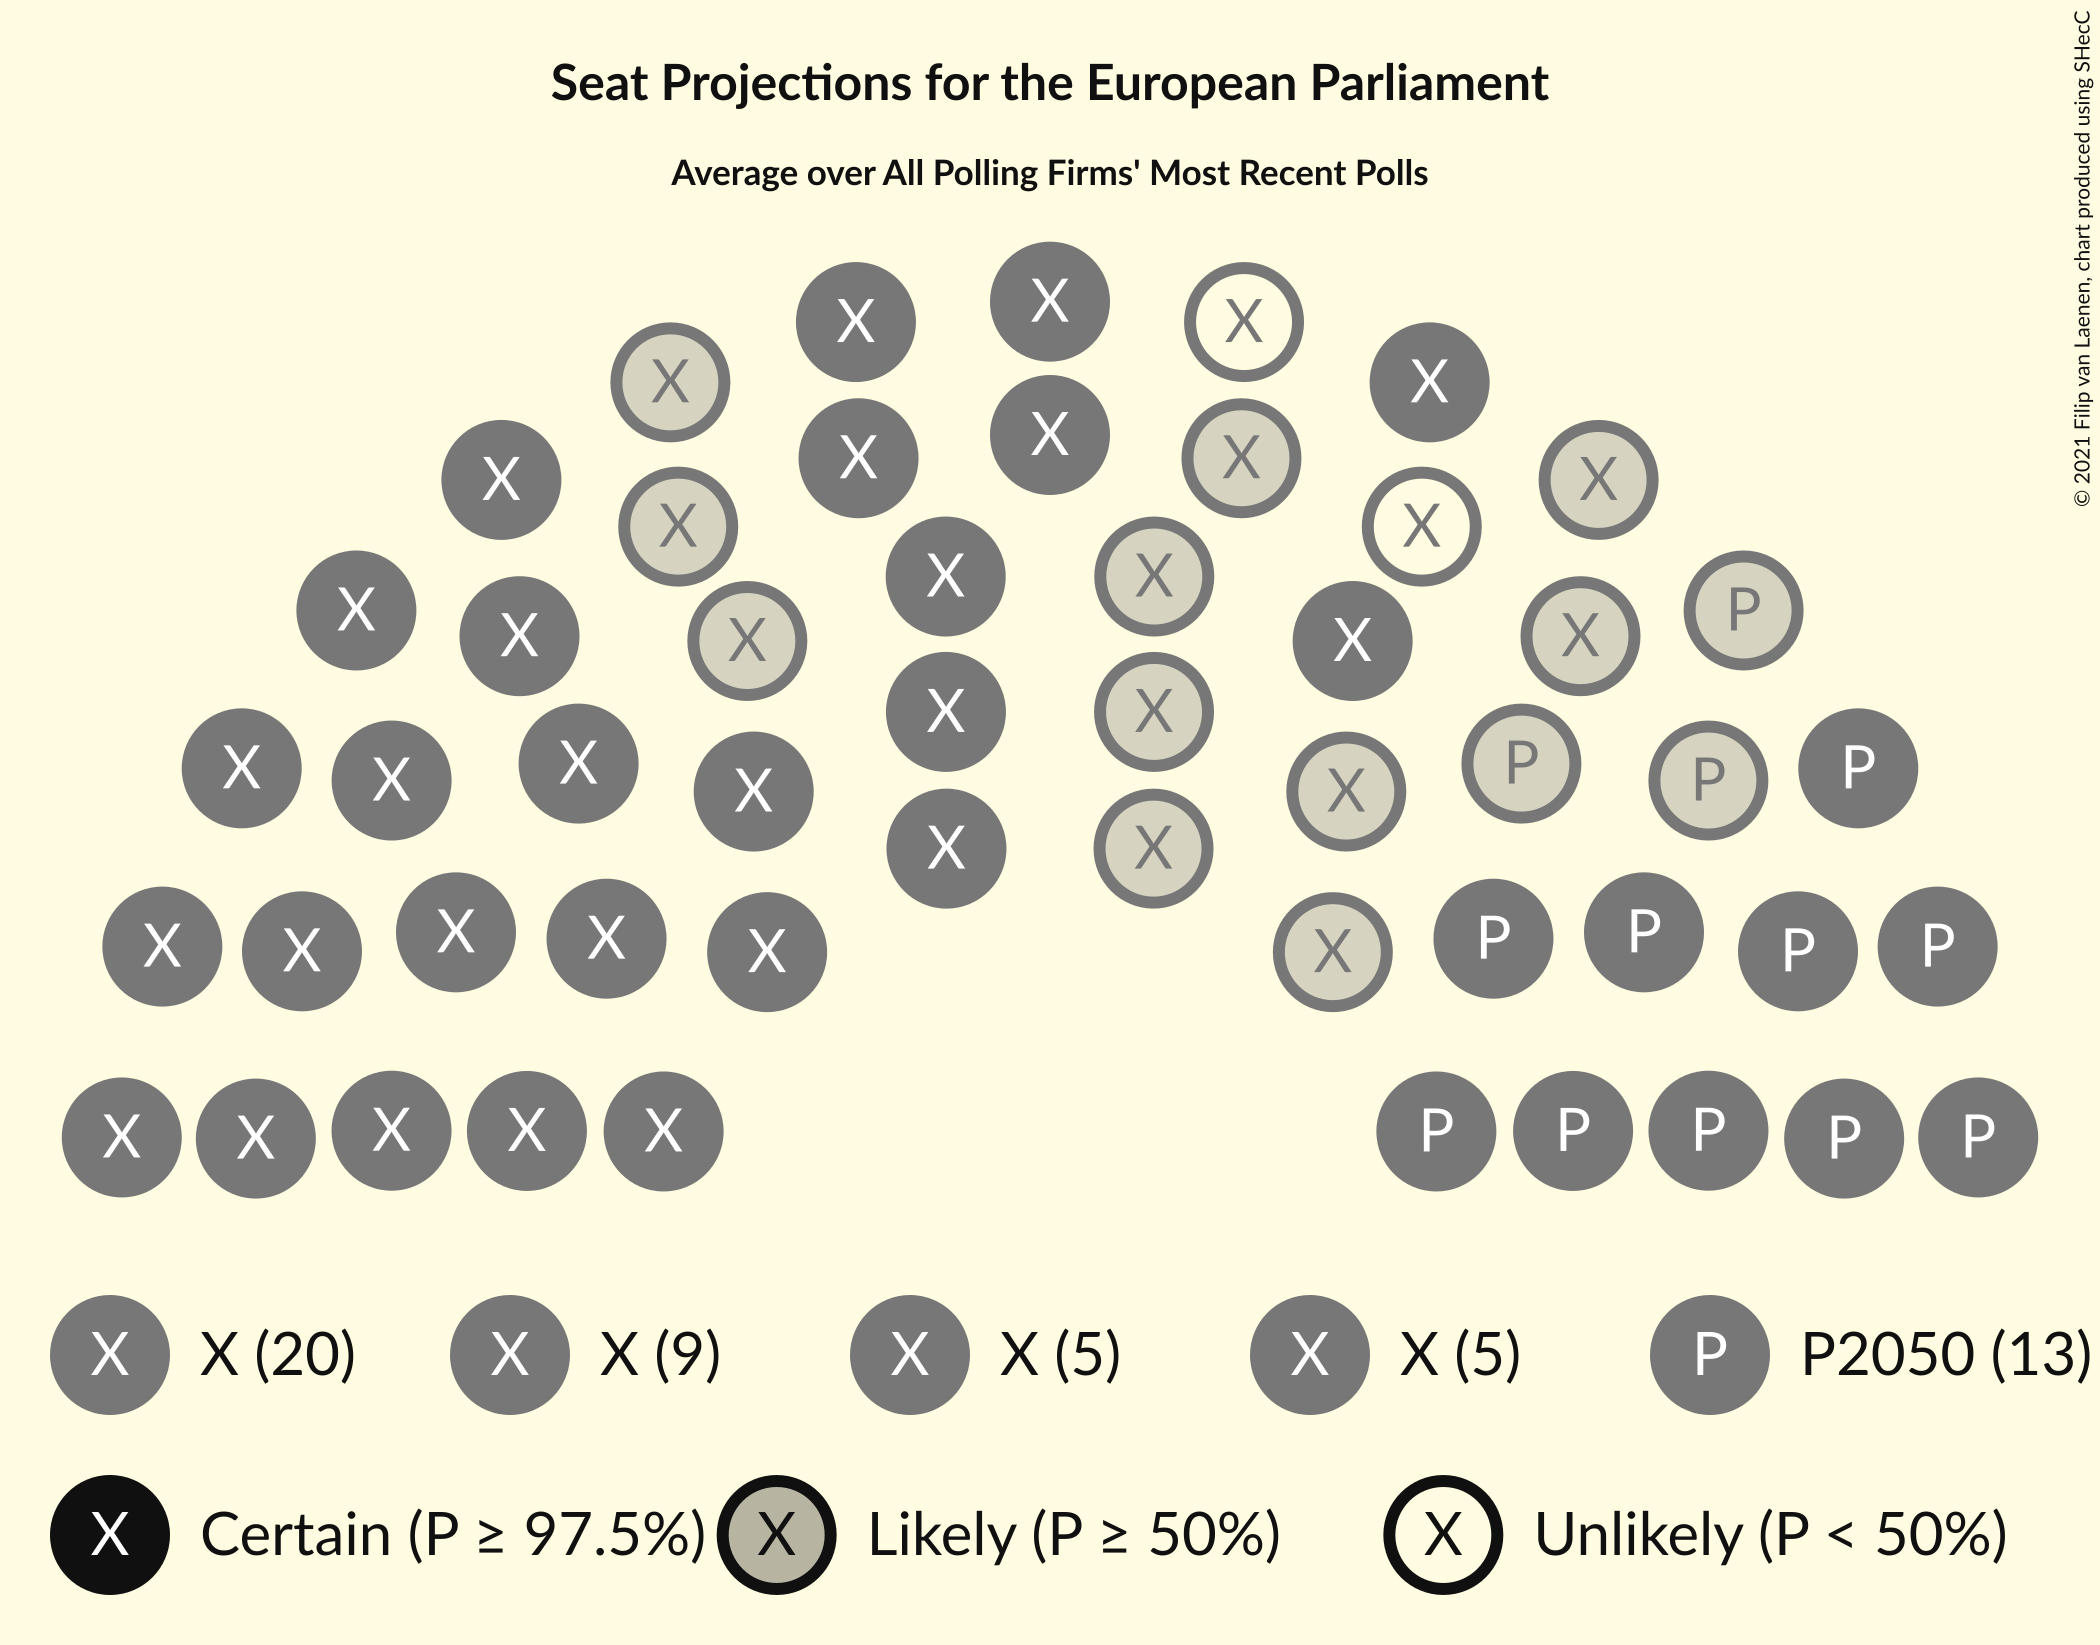 Seat Projections for the European Parliament
Average over All Polling Firms' Most Recent Polls
© 2021 Filip van Laenen, chart produced using SHecC
X X X
X X
X X X
X X X
X X X X
X X X
X X X P
X X X
X X P P P
X X X
X X
X X X X P P P P
X X X
X X X X X P P P P P
X X (20) X X (9) X X (5) X X (5) P P2050 (13)
X Certain (P ≥ 97.5%) X Likely (P ≥ 50%) X Unlikely (P < 50%)